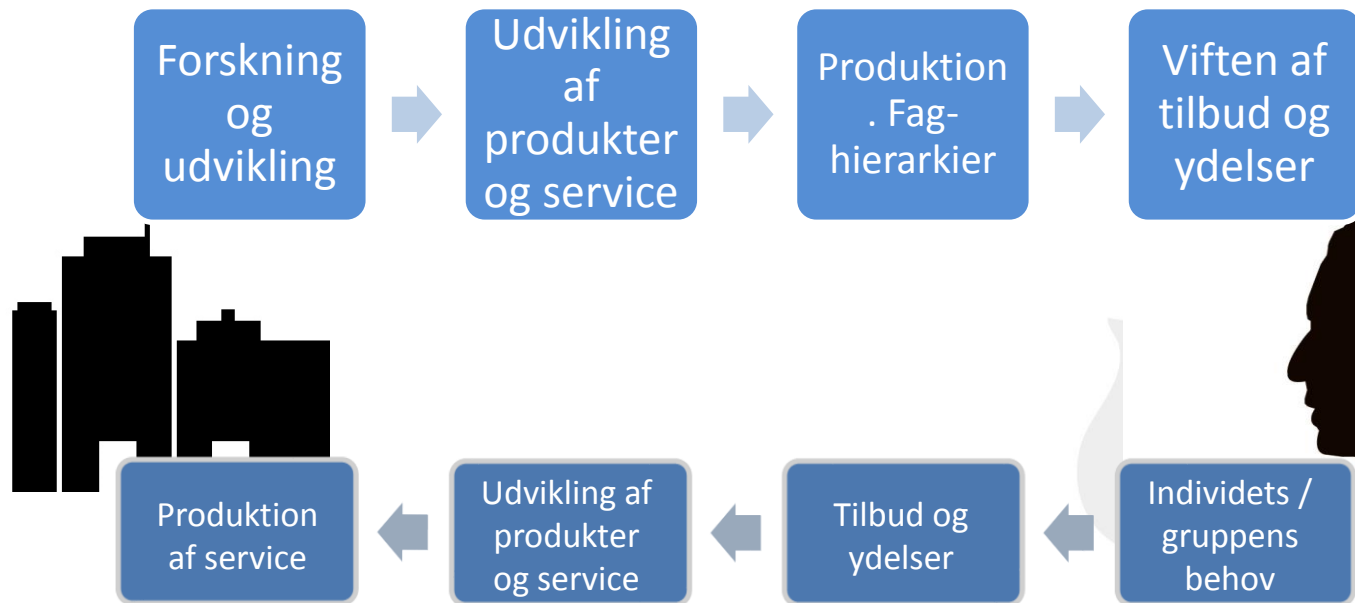 Forskning
og
udvikling
Udvikling
af
produkter
og service
Produktion
. Fag-
hierarkier
Viften af
tilbud og
ydelser
Produktion
af service
Udvikling af
produkter
og service
Tilbud og
ydelser
Individets /
gruppens
behov